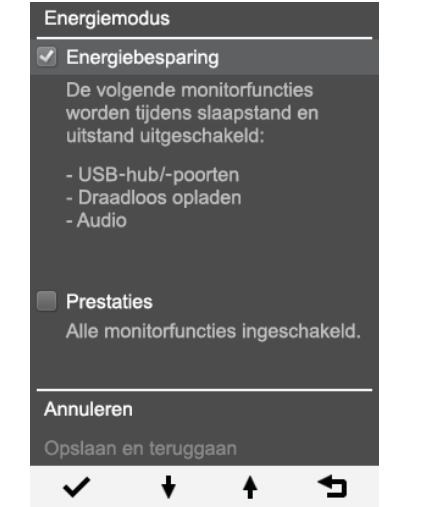 Energiemodus
Energiebesparing
De volgende monitorfuncties
worden tijdens slaapstand en
uitstand uitgeschakeld:
- USB-hub/-poorten
- Draadloos opladen
- Audio
Prestaties
Alle monitorfuncties ingeschakeld.
Annuleren
Opslaan en teruggaan